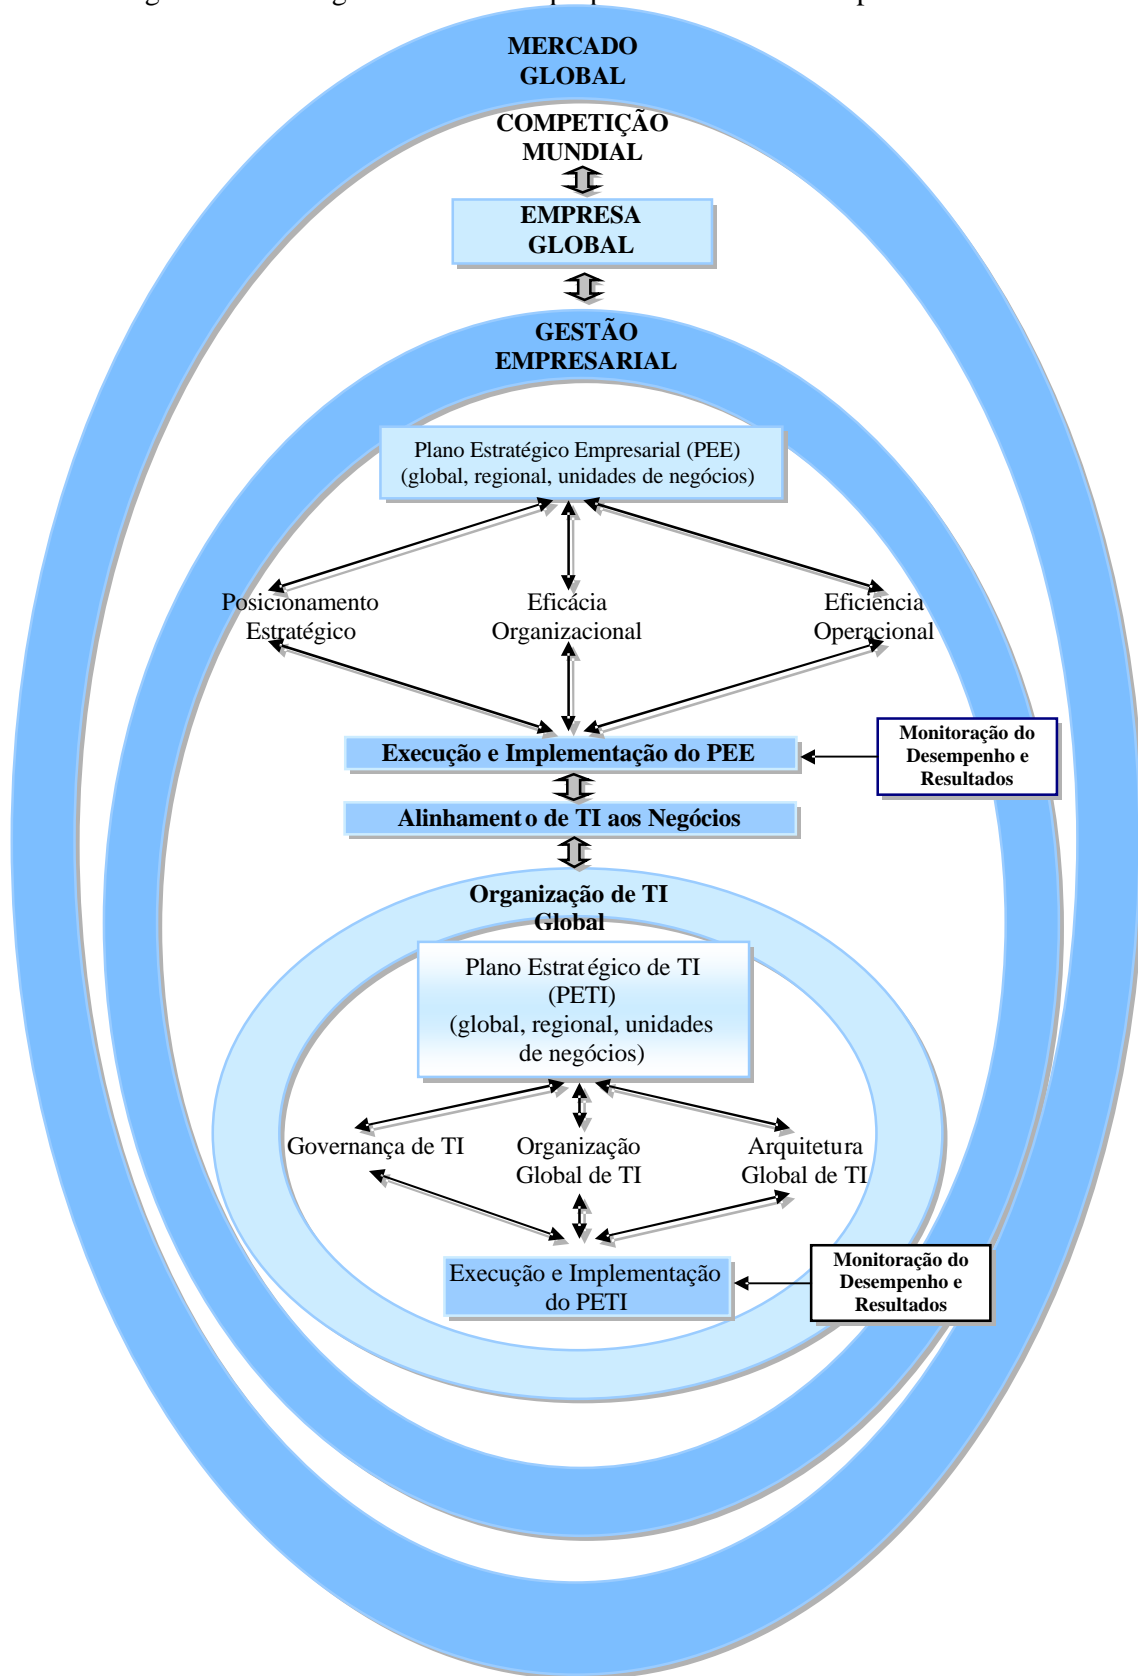 MERCADO
GLOBAL
COMPETIÇÃO
MUNDIAL
EMPRESA
GLOBAL
GESTÃO
EMPRESARIAL
Plano Estratégico Empresarial (PEE)
(global, regional, unidades de negócios)
Posicionamento
Estratégico
Eficácia
Organizacional
Eficiencia
Operacional
Execução e Implementação do PEE
Monitoração do
Desempenho e
Resultados
Alinhamento de TI aos Negócios
Organização de TI
Global
Plano Estratégico de TI
(PETI)
(global, regional, unidades
de negócios)
Governança de TI
Organização
Global de TI
Arquitetura
Global de TI
Execução e Implementação
do PETI
Monitoração do
Desempenho e
Resultados